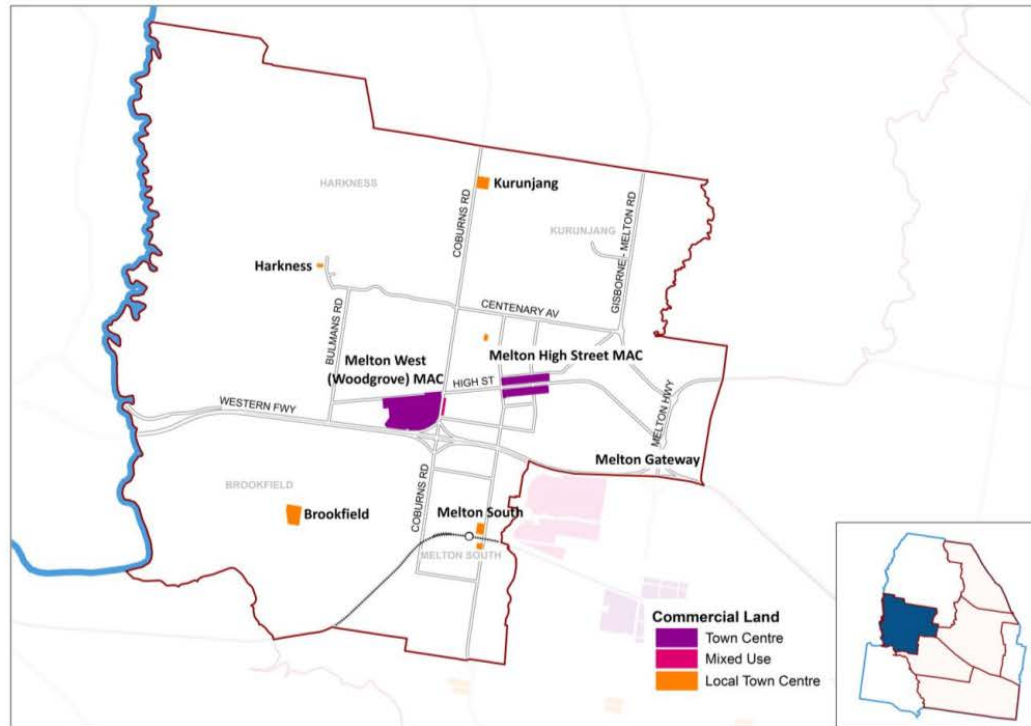 HARKNESS
Kurunjang
COBURNS RD
KURUNJANG
GISBORNE - MELTON RD
Harkness
BULMANS RD
CENTENARY AV
Melton West
(Woodgrove) MAC
Melton High Street MAC
HIGH ST
WESTERN FWY
MELTON HWY
Melton Gateway
BROOKFIELD
Brookfield
COBURNS RD
Melton South
MELTON SOUTH
Commercial Land
Town Centre
Mixed Use
Local Town Centre